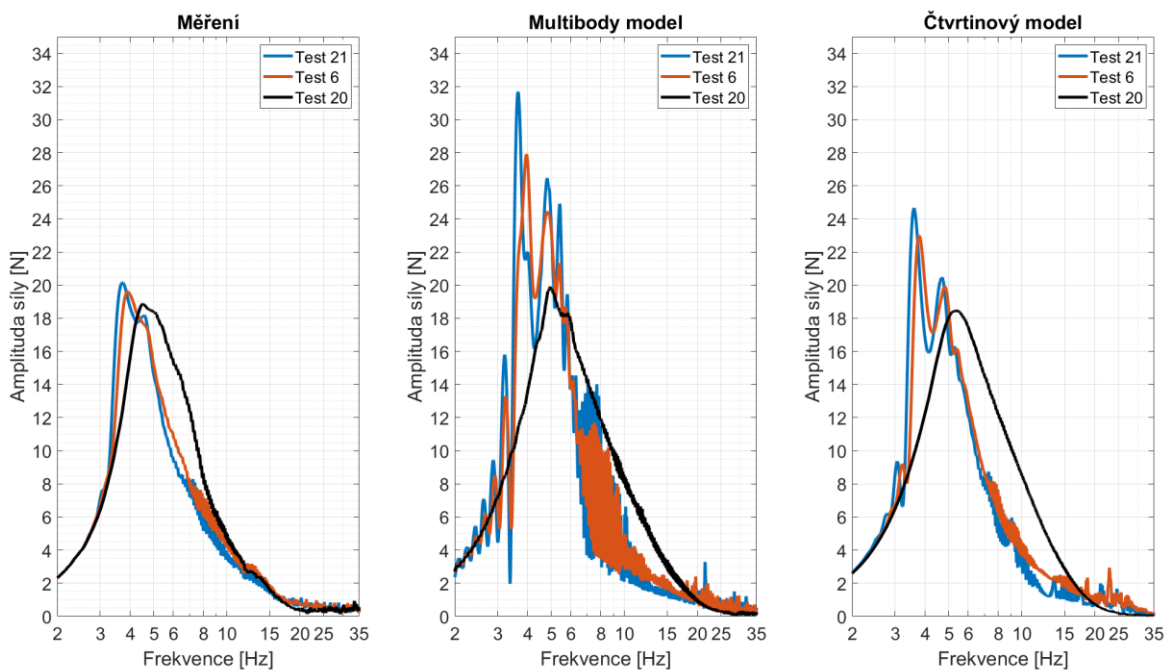 Měření
Amplituda síly [N]
34
32
30
28
26
24
22
20
18
16
14
12
10
8
6
4
2
0
Test 21
Test 6
Test 20
2 3 4 5 6 8 10 15 20 25 35
Frekvence [Hz]
Multibody model
Amplituda síly [N]
34
32
30
28
26
24
22
20
18
16
14
12
10
8
6
4
2
0
Test 21
Test 6
Test 20
2 3 4 5 6 8 10 15 20 25 35
Frekvence [Hz]
Čtvrtinový model
Amplituda síly [N]
34
32
30
28
26
24
22
20
18
16
14
12
10
8
6
4
2
0
Test 21
Test 6
Test 20
2 3 4 5 6 8 10 15 20 25 35
Frekvence [Hz]